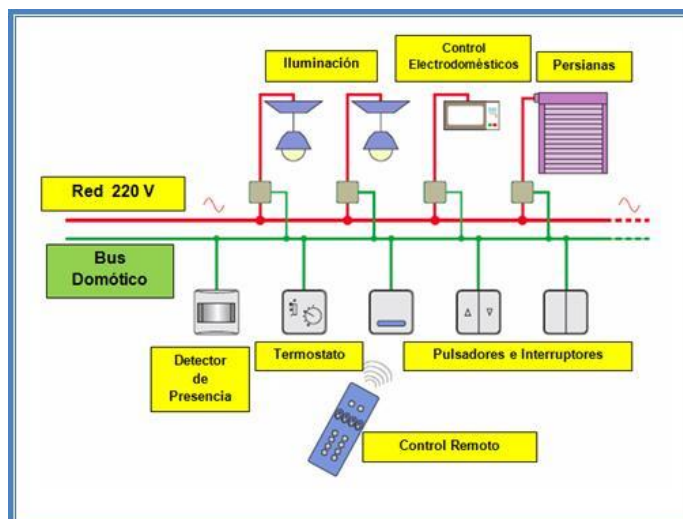 Iluminación
Control
Electrodomésticos
Persianas
Red 220 V
Bus
Domótico
Detector
de
Presencia
Termostato
Pulsadores e Interruptores
Control Remoto